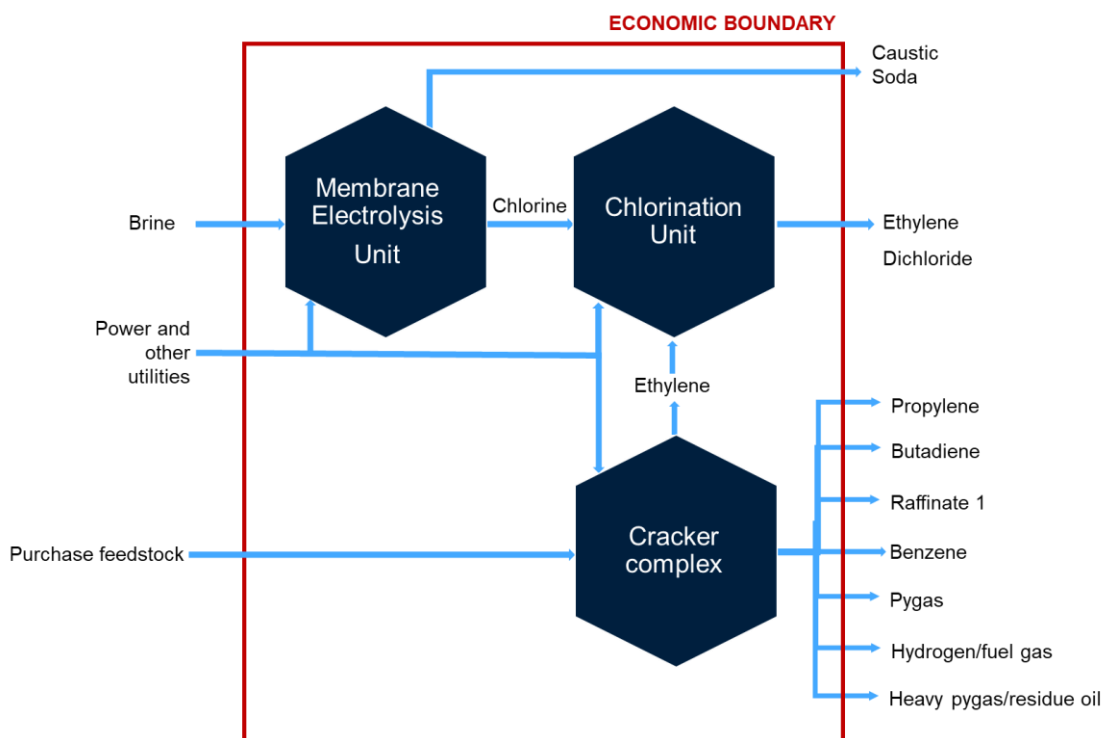 ECONOMIC BOUNDARY
Caustic
Soda
Membrane
Electrolysis
Unit
Chlorine
Chlorination
Unit
Brine
Ethylene
Dichloride
Power and
other
utilities
Ethylene
Propylene
Butadiene
Raffinate 1
Purchase feedstock
Cracker
complex
Benzene
Pygas
Hydrogen/fuel gas
Heavy pygas/residue oil